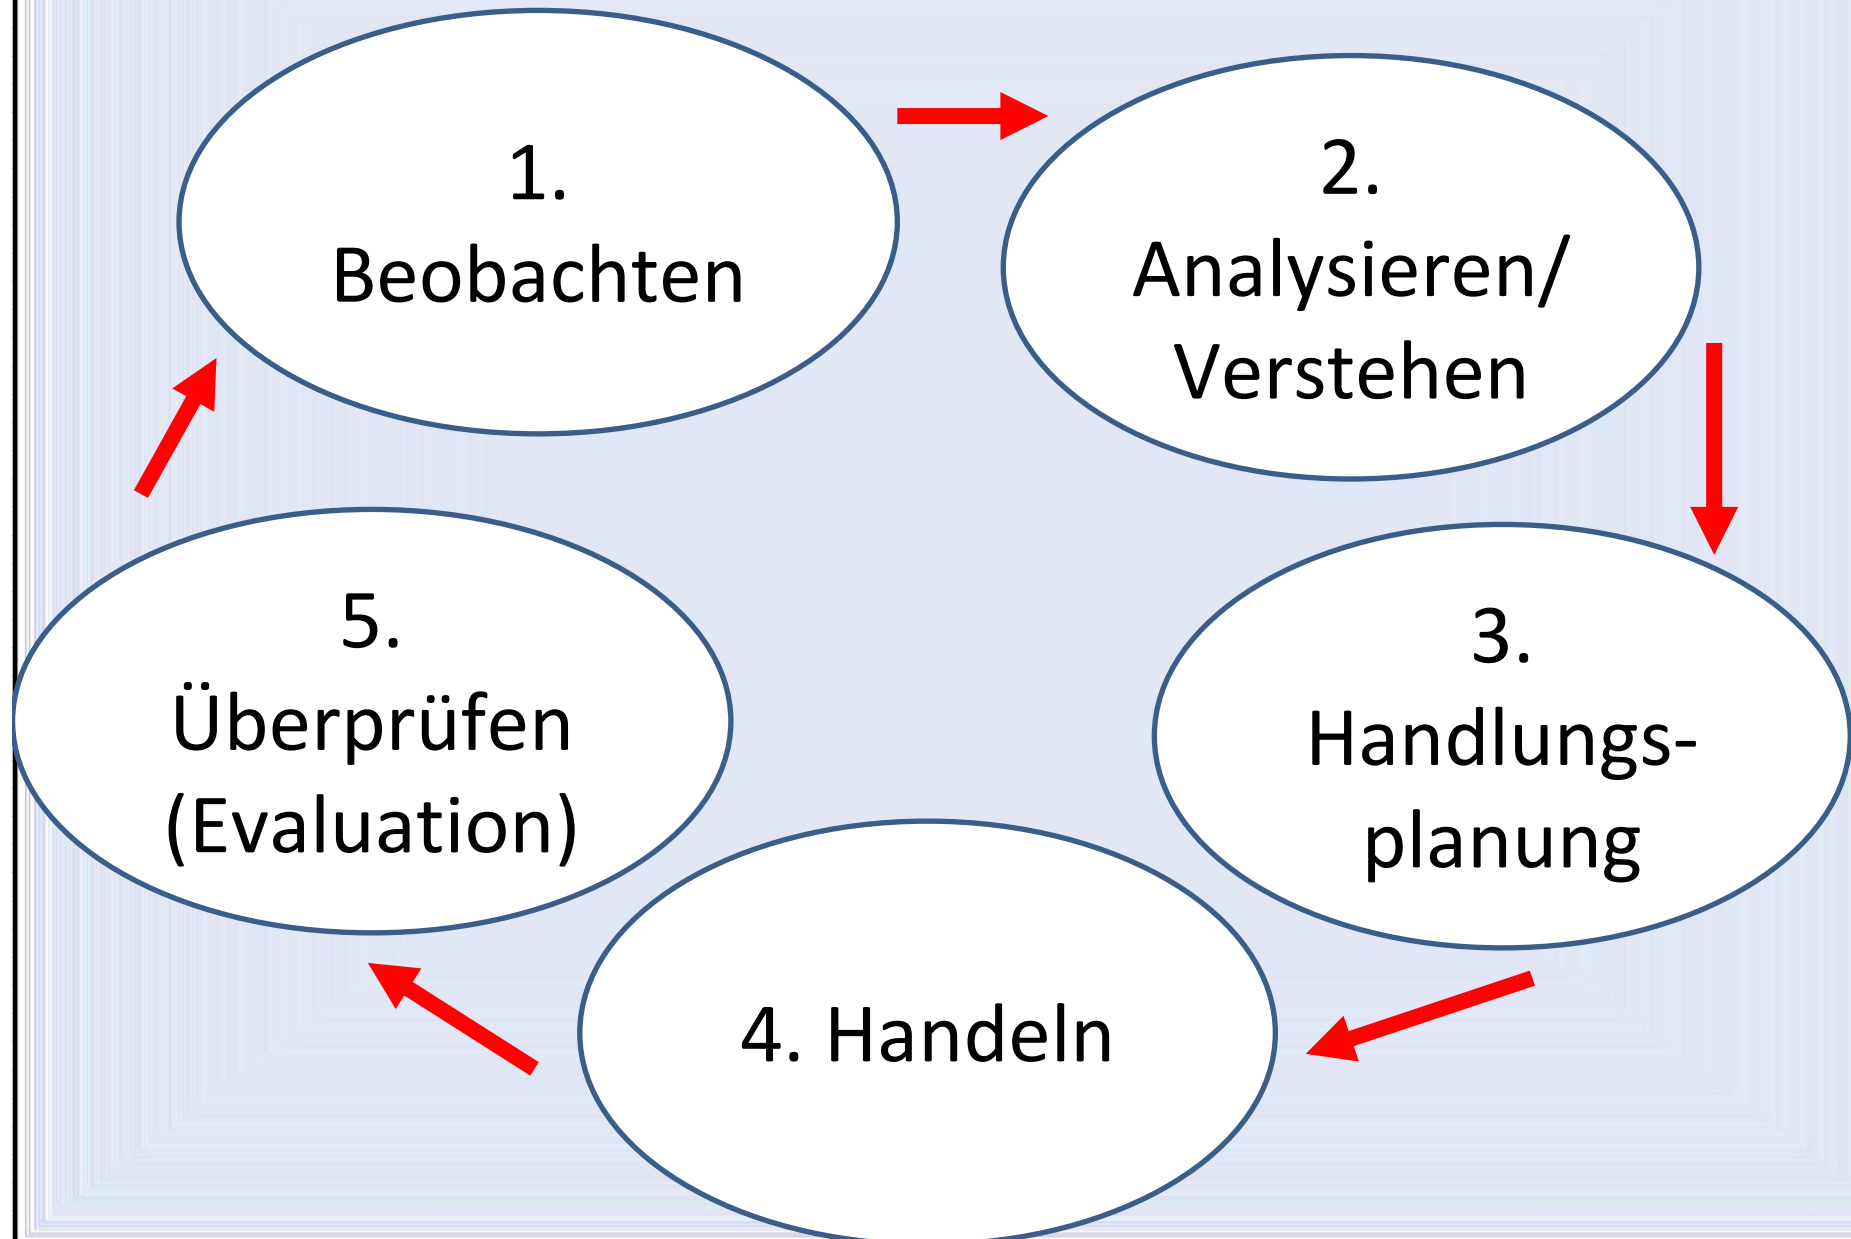 1.
Beobachten
2.
Analysieren/
Verstehen
3.
Handlungs-
planung
4. Handeln
5.
Überprüfen
(Evaluation)